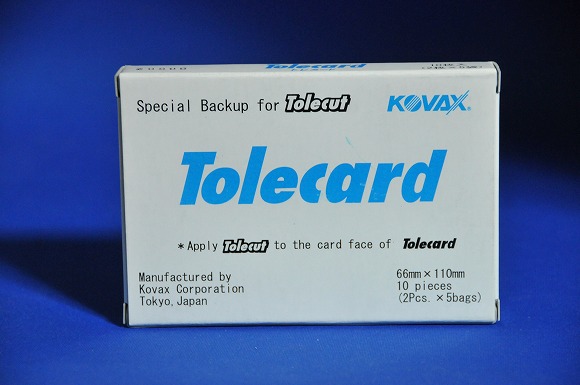 Tolecard
Special Backup for Tolecut
KOVAX®
Tolecard
*Apply Tolecut to the card face of Tolecard
Manufactured by
Kovax Corporation
Tokyo,Japan
66mm×110mm
10 pieces
(2Pcs.×5bags)